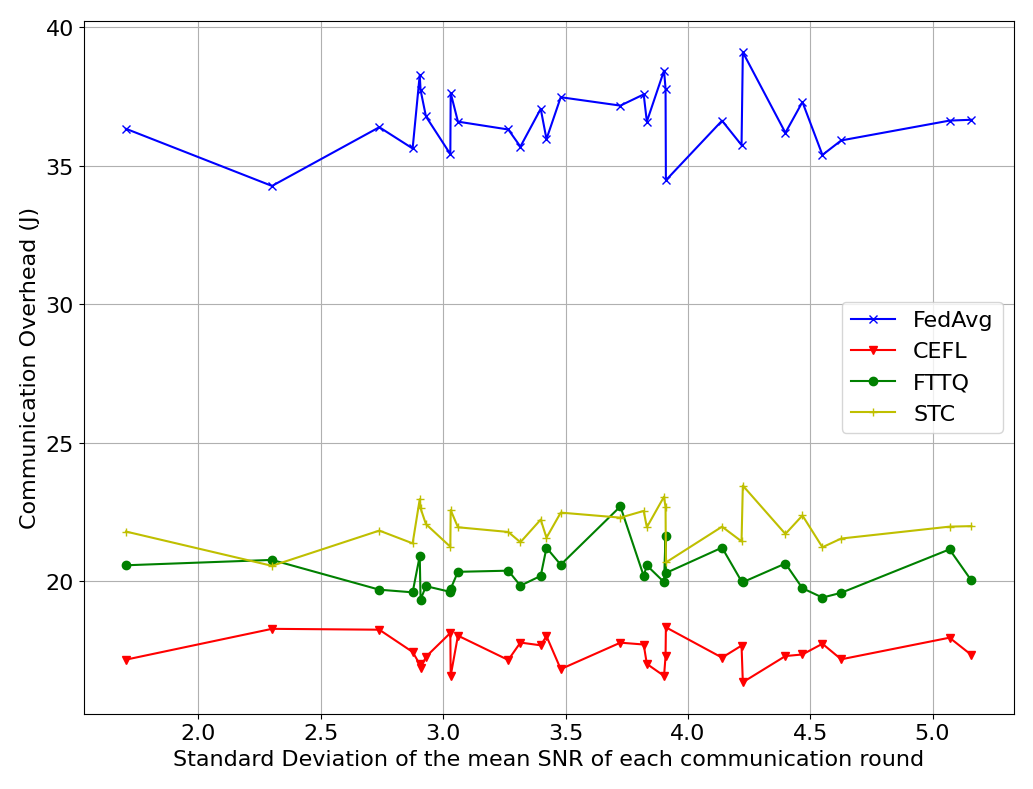 40
35
30
25
20
Communication Overhead (J)
FedAvg
CEFL
FTTQ
STC
2.0 2.5 3.0 3.5 4.0 4.5 5.0
Standard Deviation of the mean SNR of each communication round